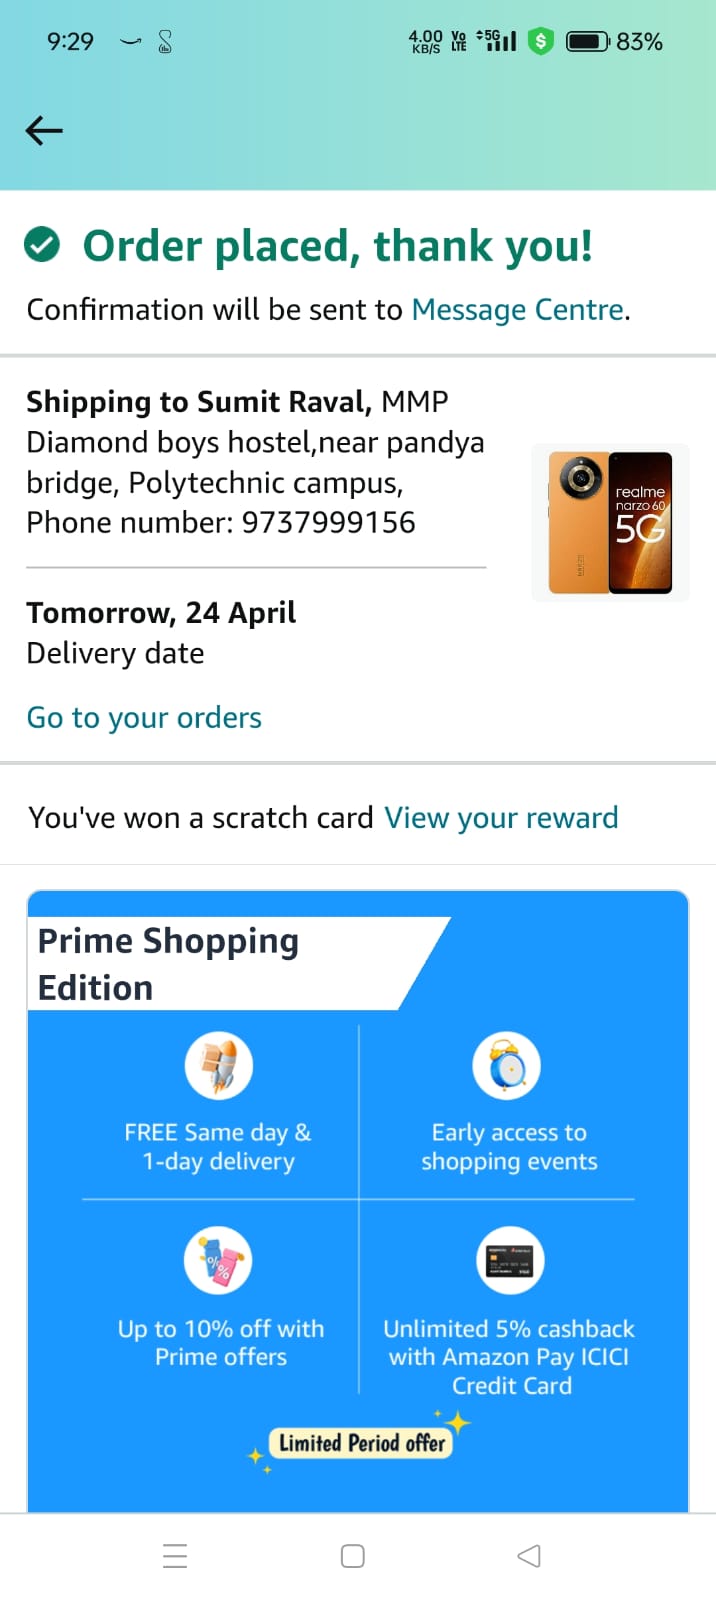 9:29
4.00 KB/S Vo LTE 5G 83%
Order placed, thank you!
Confirmation will be sent to Message Centre.
Shipping to Sumit Raval, MMP
Diamond boys hostel,near pandya
bridge, Polytechnic campus,
Phone number: 9737999156
realme
narzo 60
5G
Tomorrow, 24 April
Delivery date
Go to your orders
You've won a scratch card View your reward
Prime Shopping
Edition
FREE Same day &
1-day delivery
Early access to
shopping events
Up to 10% off with
Prime offers
Unlimited 5% cashback
with Amazon Pay ICICI
Credit Card
Limited Period offer